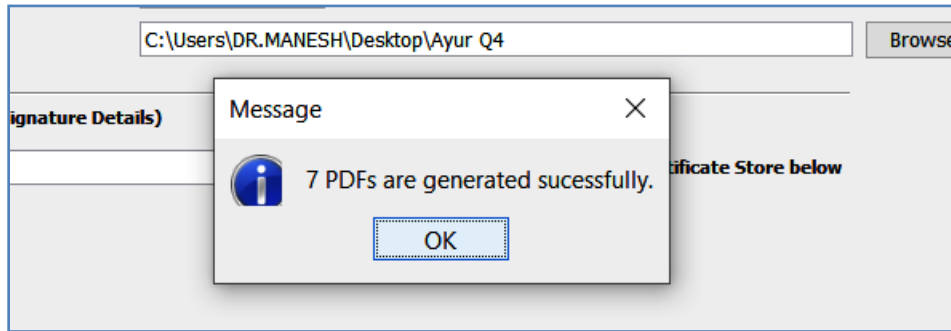 C:\Users\DR.MANESH\Desktop\Ayur Q4
Browse
Message
ignature Details)
tificate Store below
7 PDFs are generated sucessfully.
OK